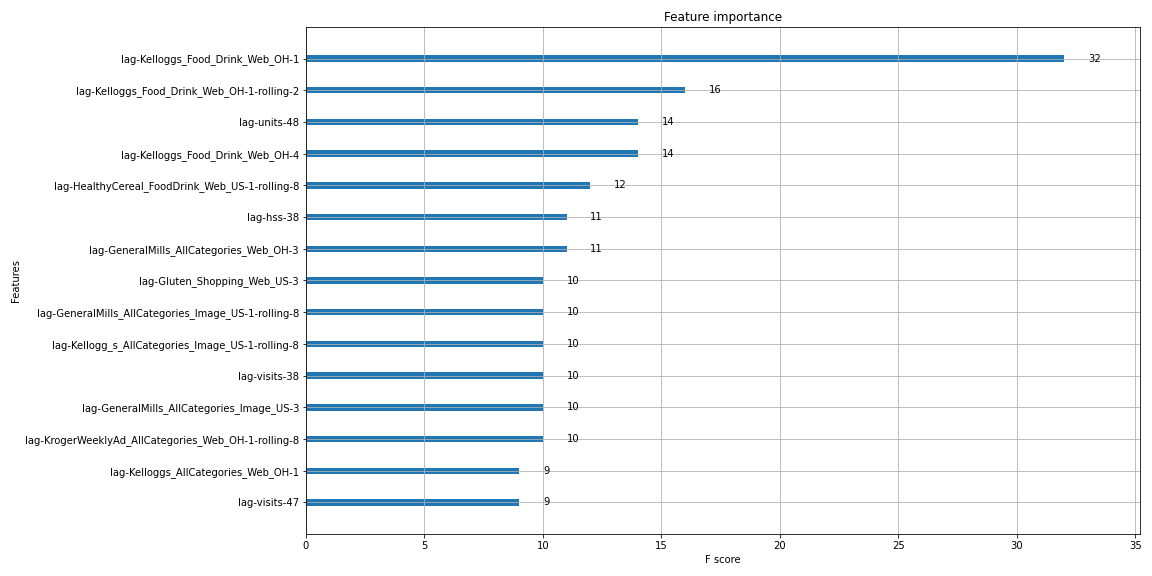 Feature importance
lag-Kelloggs_Food_Drink_Web_OH-1 32
lag-Kelloggs_Food_Drink_Web_OH-1-rolling-2 16
lag-units-48 14
lag-Kelloggs_Food_Drink_Web_OH-4 14
lag-HealthyCereal_FoodDrink_Web_US-1-rolling-8 12
lag-hss-38 11
lag-GeneralMills_AllCategories_Web_OH-3 11
lag-Gluten_Shopping_Web_US-3 10
lag-GeneralMills_AllCategories_Image_US-1-rolling-8 10
lag-Kellogg_s_AllCategories_Image_US-1-rolling-8 10
lag-visits-38 10
lag-GeneralMills_AllCategories_Image_US-3 10
lag-KrogerWeeklyAd_AllCategories_Web_OH-1-rolling-8 10
lag-Kelloggs_AllCategories_Web_OH-1 9
lag-visits-47 9
Features
0 5 10 15 20 25 30 35
F score